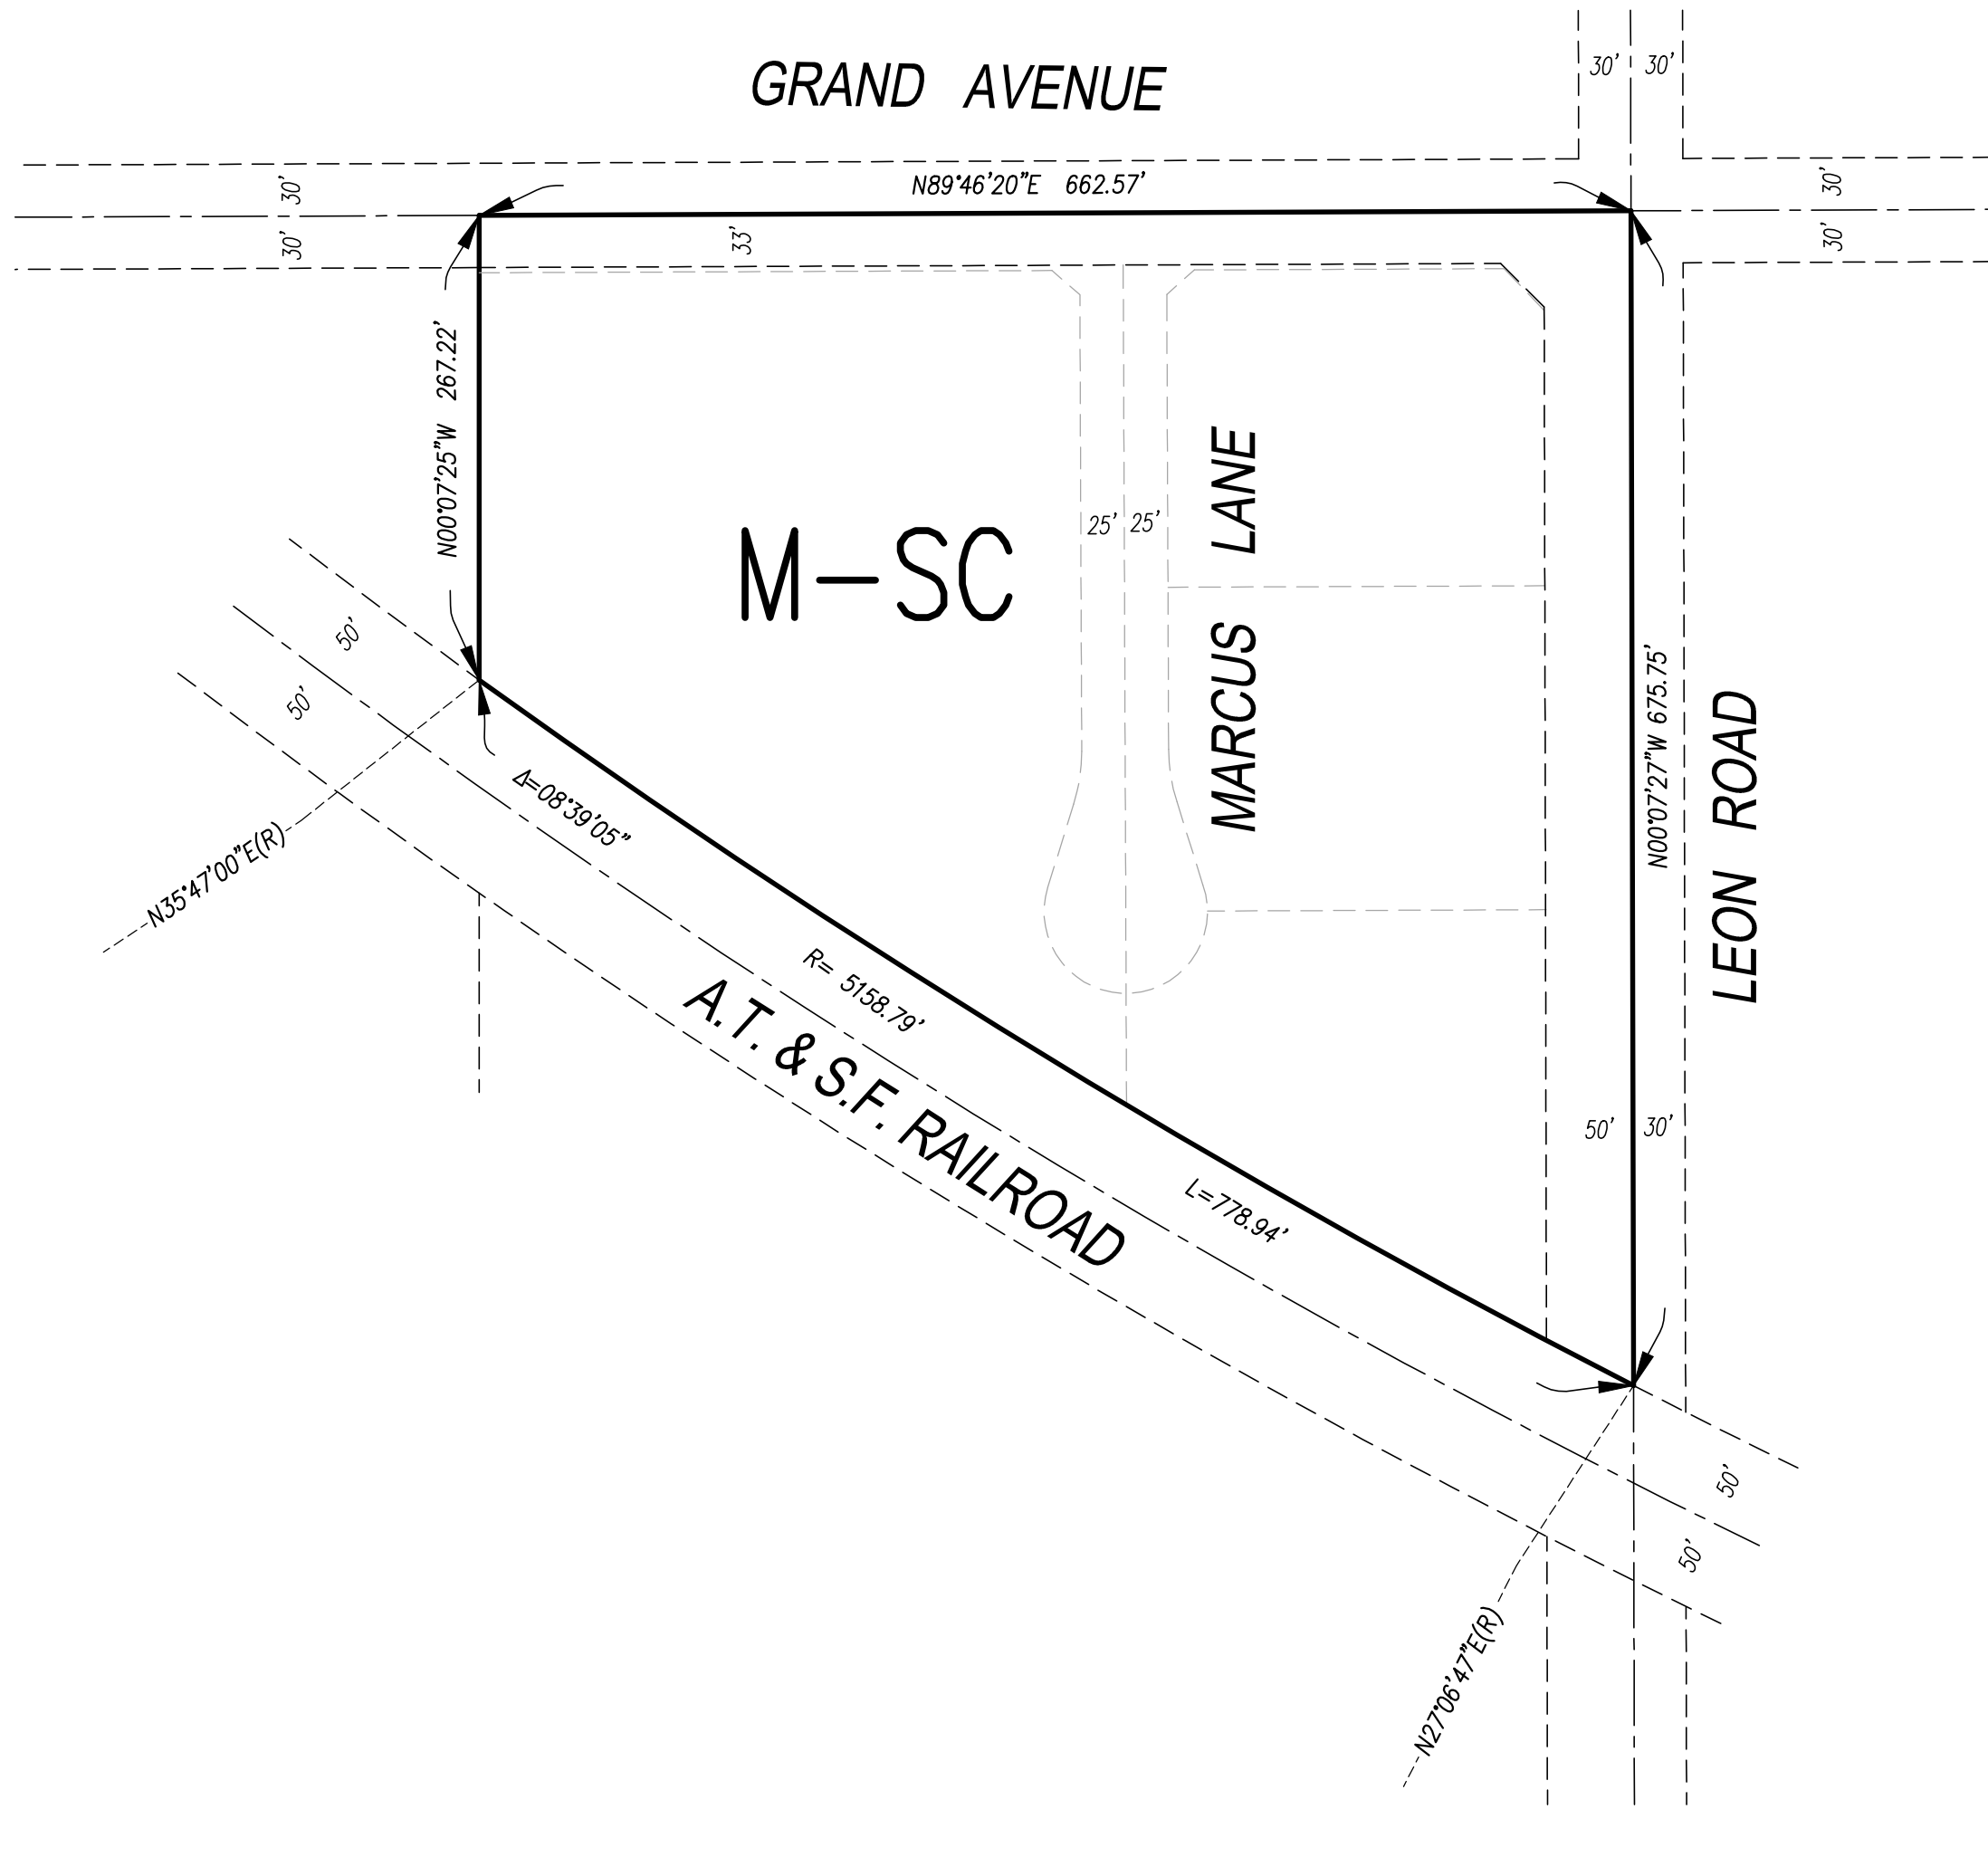 GRAND AVENUE
30' 30'
30'
N89°46'20"E 662.57'
30'
30'
33'
30'
N00°07'25"W 267.22'
M-SC
25' 25'
MARCUS LANE
N00°07'27"W 675.75'
LEON ROAD
50'
50'
Δ=08°39'05"
N35°47'00"E(R)
R= 5158.79'
A.T. & S.F. RAILROAD
L=778.94'
50' 30'
50'
50'
N27°06'47"E(R)